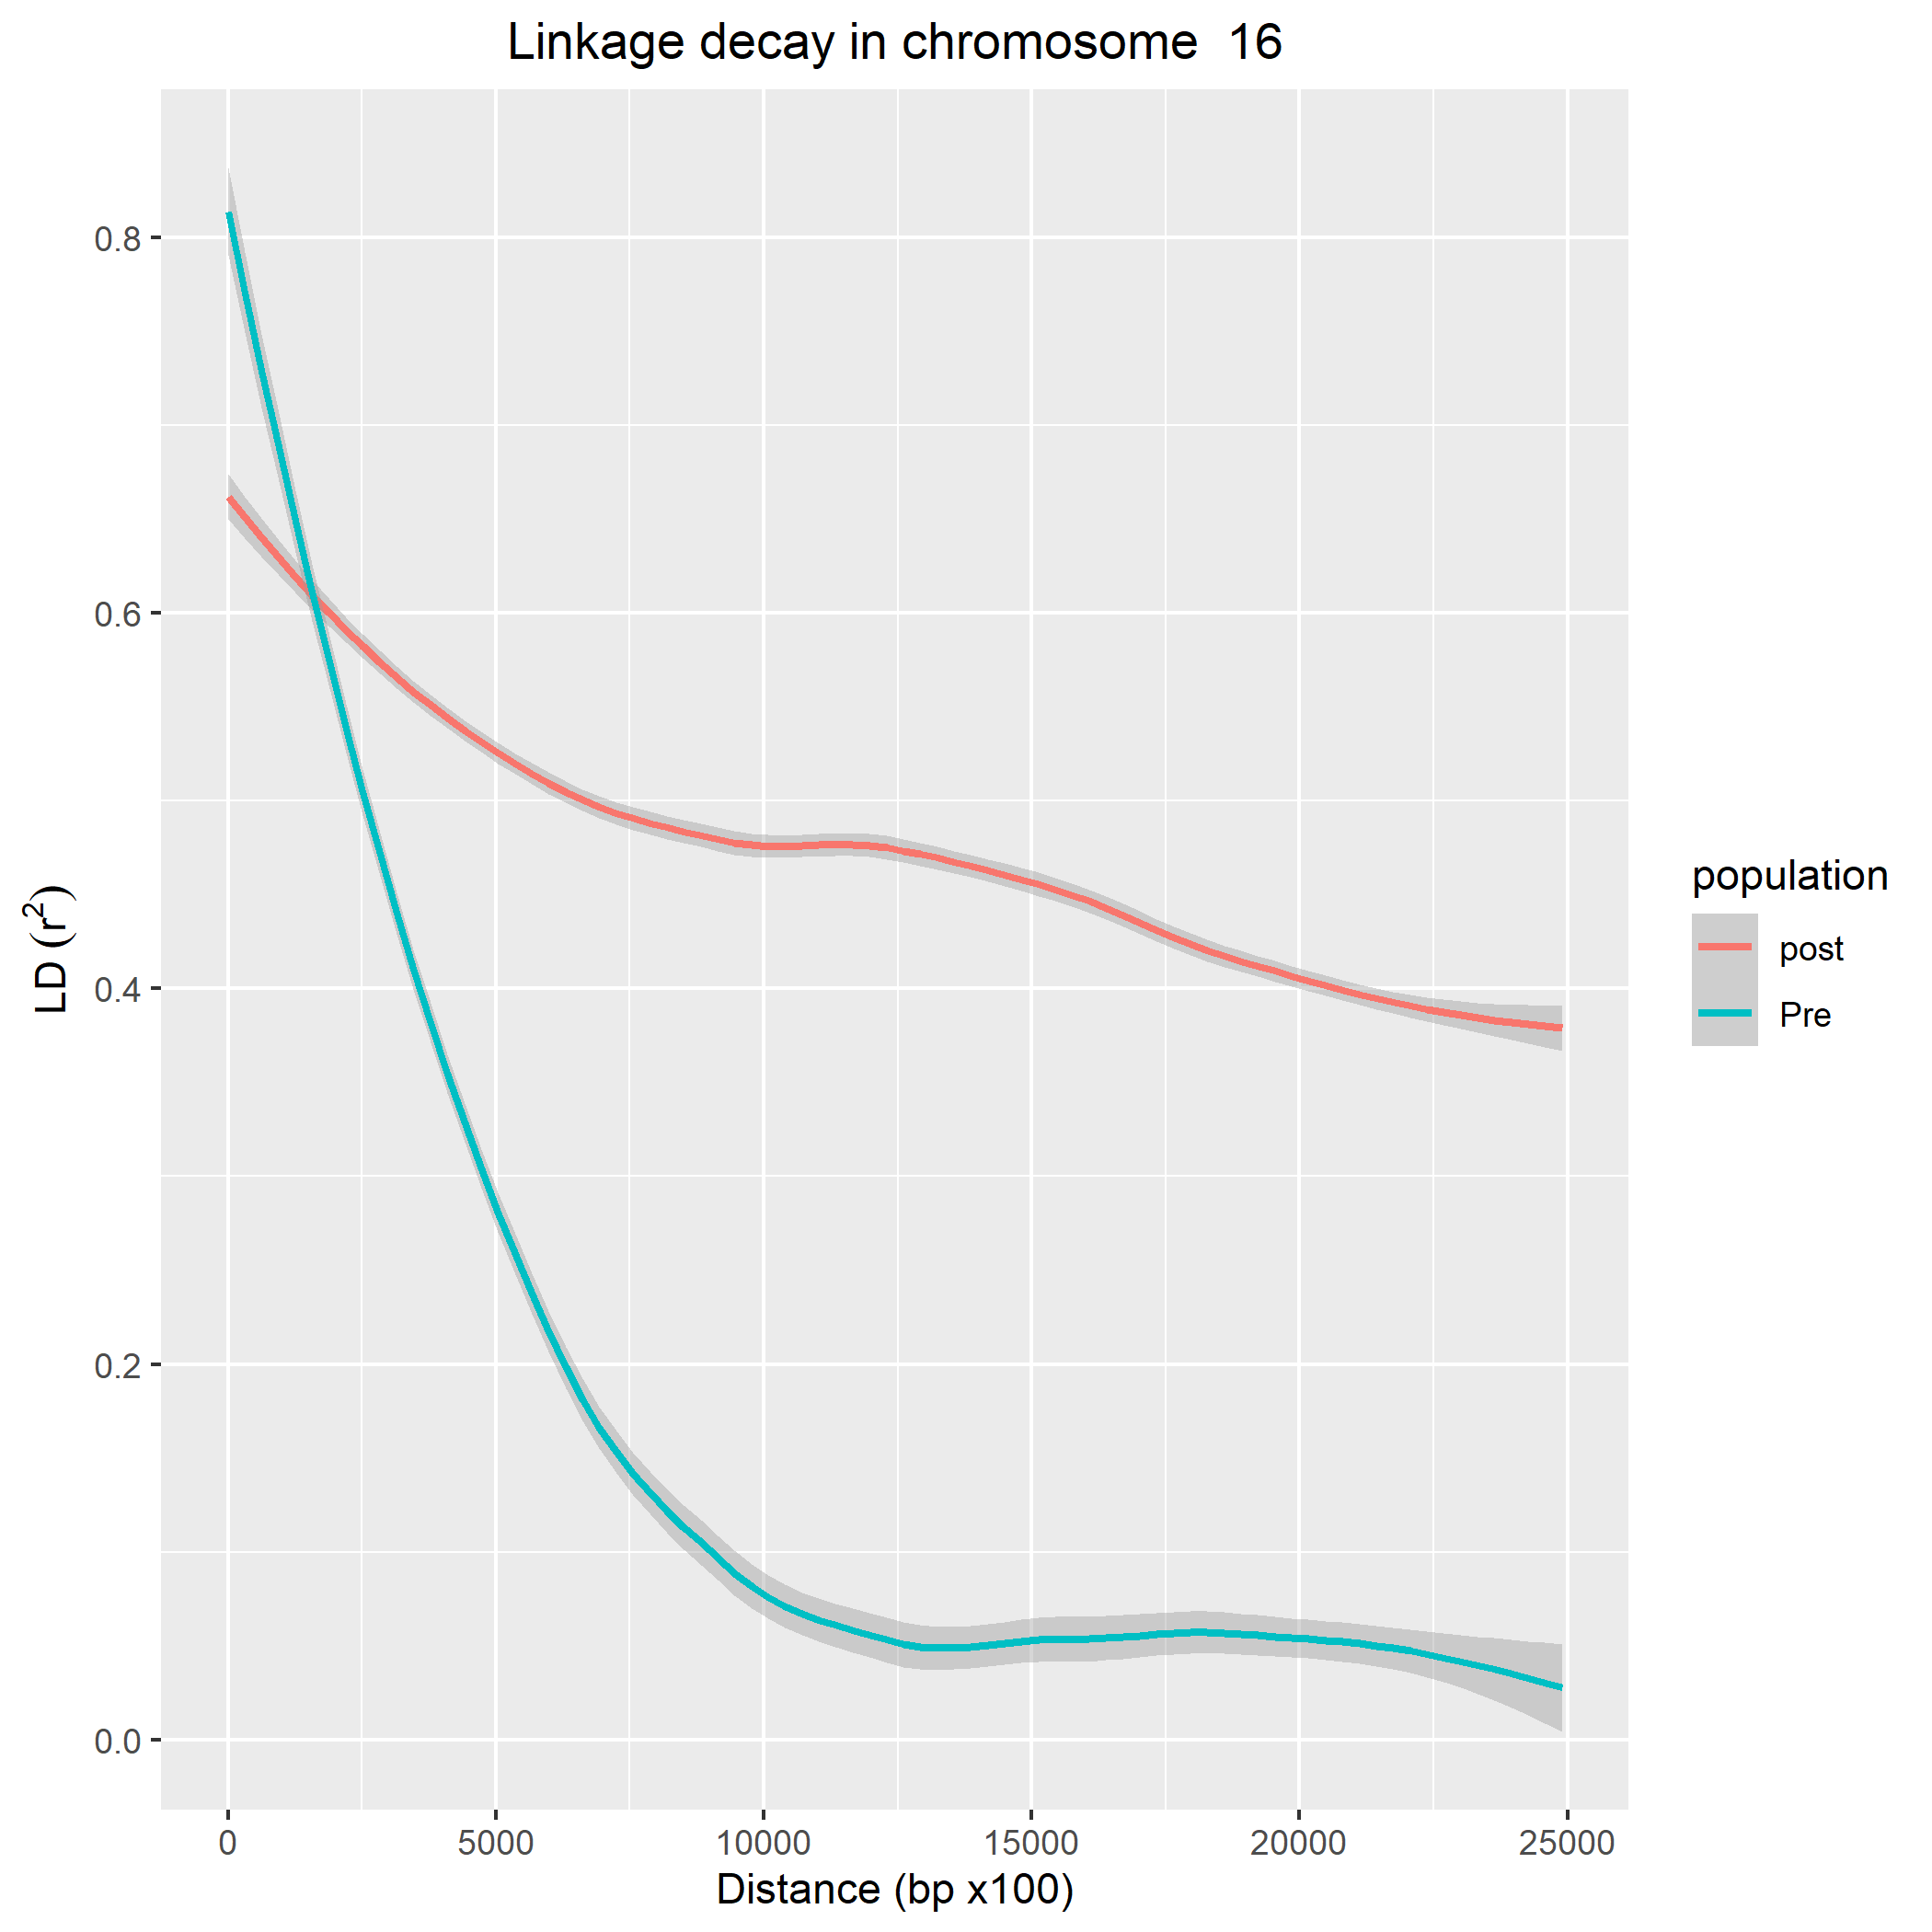 Linkage decay in chromosome  16
LD (r²)
0.8
0.6
0.4
0.2
0.0
0 5000 10000 15000 20000 25000
Distance (bp x100)
population
post
Pre